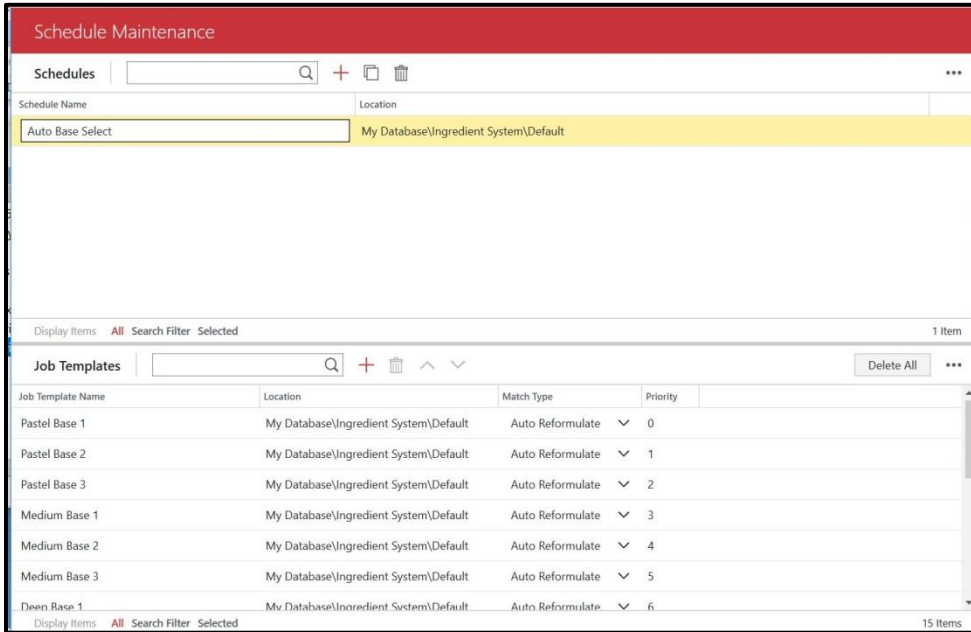 Schedule Maintenance
Schedules
Schedule Name Location
Auto Base Select My Database\Ingredient System\Default
Display Items All Search Filter Selected 1 Item
Job Templates Delete All
Job Template Name Location Match Type Priority
Pastel Base 1 My Database\Ingredient System\Default Auto Reformulate 0
Pastel Base 2 My Database\Ingredient System\Default Auto Reformulate 1
Pastel Base 3 My Database\Ingredient System\Default Auto Reformulate 2
Medium Base 1 My Database\Ingredient System\Default Auto Reformulate 3
Medium Base 2 My Database\Ingredient System\Default Auto Reformulate 4
Medium Base 3 My Database\Ingredient System\Default Auto Reformulate 5
Deep Base 1 My Database\Ingredient System\Default Auto Reformulate 6
Display Items All Search Filter Selected 15 Items